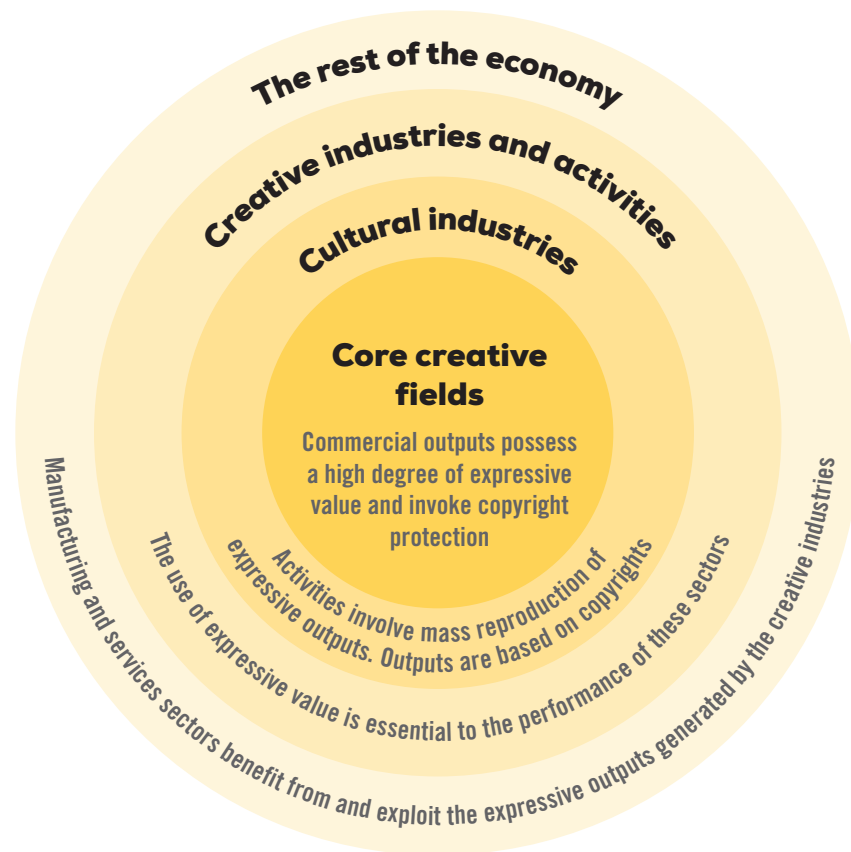 The rest of the economy
Creative industries and activities
Cultural industries
Core creative
fields
Commercial outputs possess
a high degree of expressive
value and invoke copyright
protection
Activities involve mass reproduction of
expressive outputs. Outputs are based on copyrights
The use of expressive value is essential to the performance of these sectors
Manufacturing and services sectors benefit from and exploit the expressive outputs generated by the creative industries